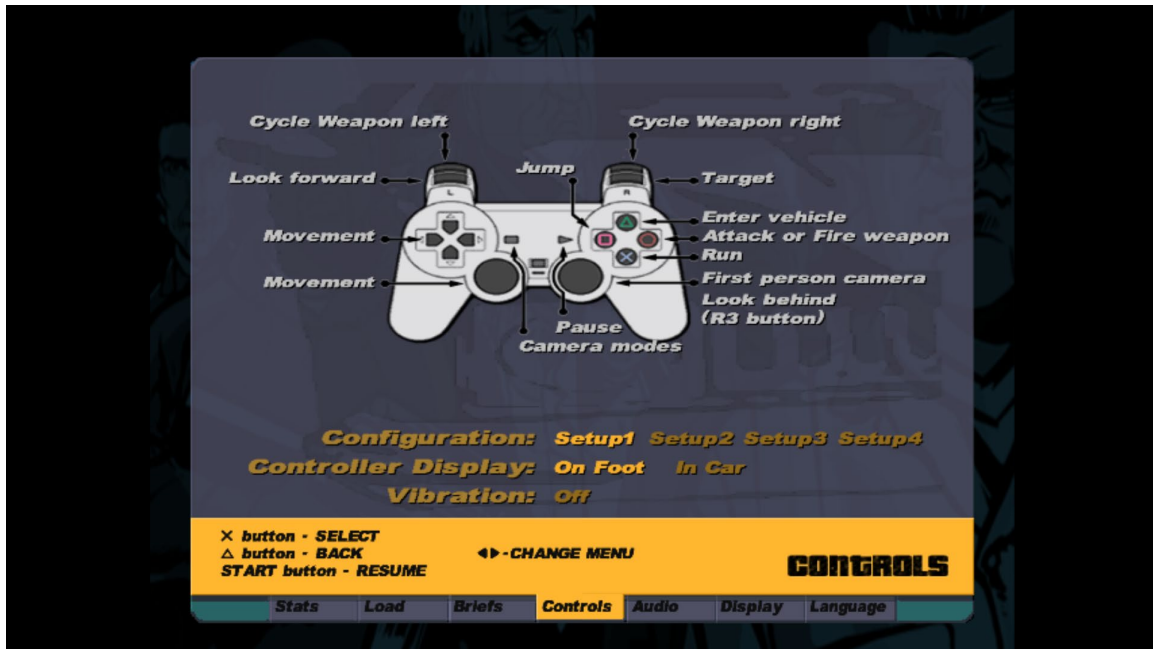 Cycle Weapon left
Cycle Weapon right
Jump
Look forward
Target
L
R
Enter vehicle
Movement
Attack or Fire weapon
Run
Movement
First person camera
Look behind
(R3 button)
Pause
Camera modes
Configuration: Setup1 Setup2 Setup3 Setup4
Controller Display: On Foot In Car
Vibration: Off
X button - SELECT
△ button - BACK
◀▶-CHANGE MENU
START button - RESUME
CONTROLS
Stats Load Briefs Controls Audio Display Language